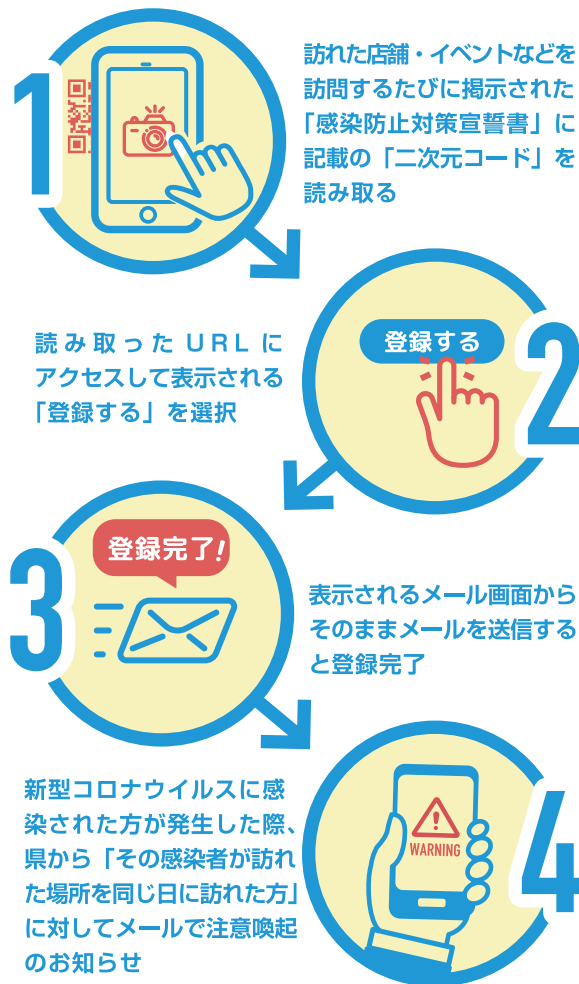 1
訪れた店舗・イベントなどを
訪問するたびに掲示された
「感染防止対策宣誓書」に
記載の「二次元コード」を
読み取る
読み取ったURLに
アクセスして表示される
「登録する」を選択
登録する
2
登録完了!
3
表示されるメール画面から
そのままメールを送信する
と登録完了
新型コロナウイルスに感
染された方が発生した際、
県から「その感染者が訪れ
た場所を同じ日に訪れた方」
に対してメールで注意喚起
のお知らせ
WARNING
4